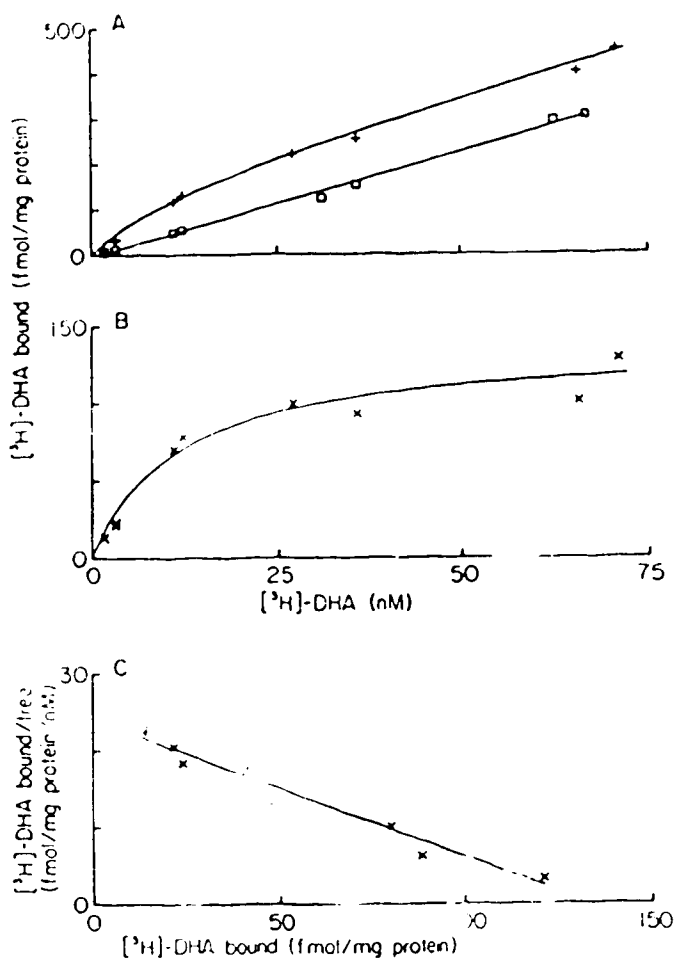 A
500
0
[³H]-DHA bound (fmol/mg protein)
B
150
0
0 25 50 75
[³H]-DHA (nM)
C
30
0
[³H]-DHA bound/free
(fmol/mg protein nM)
0 50 150
[³H]-DHA bound (fmol/mg protein)